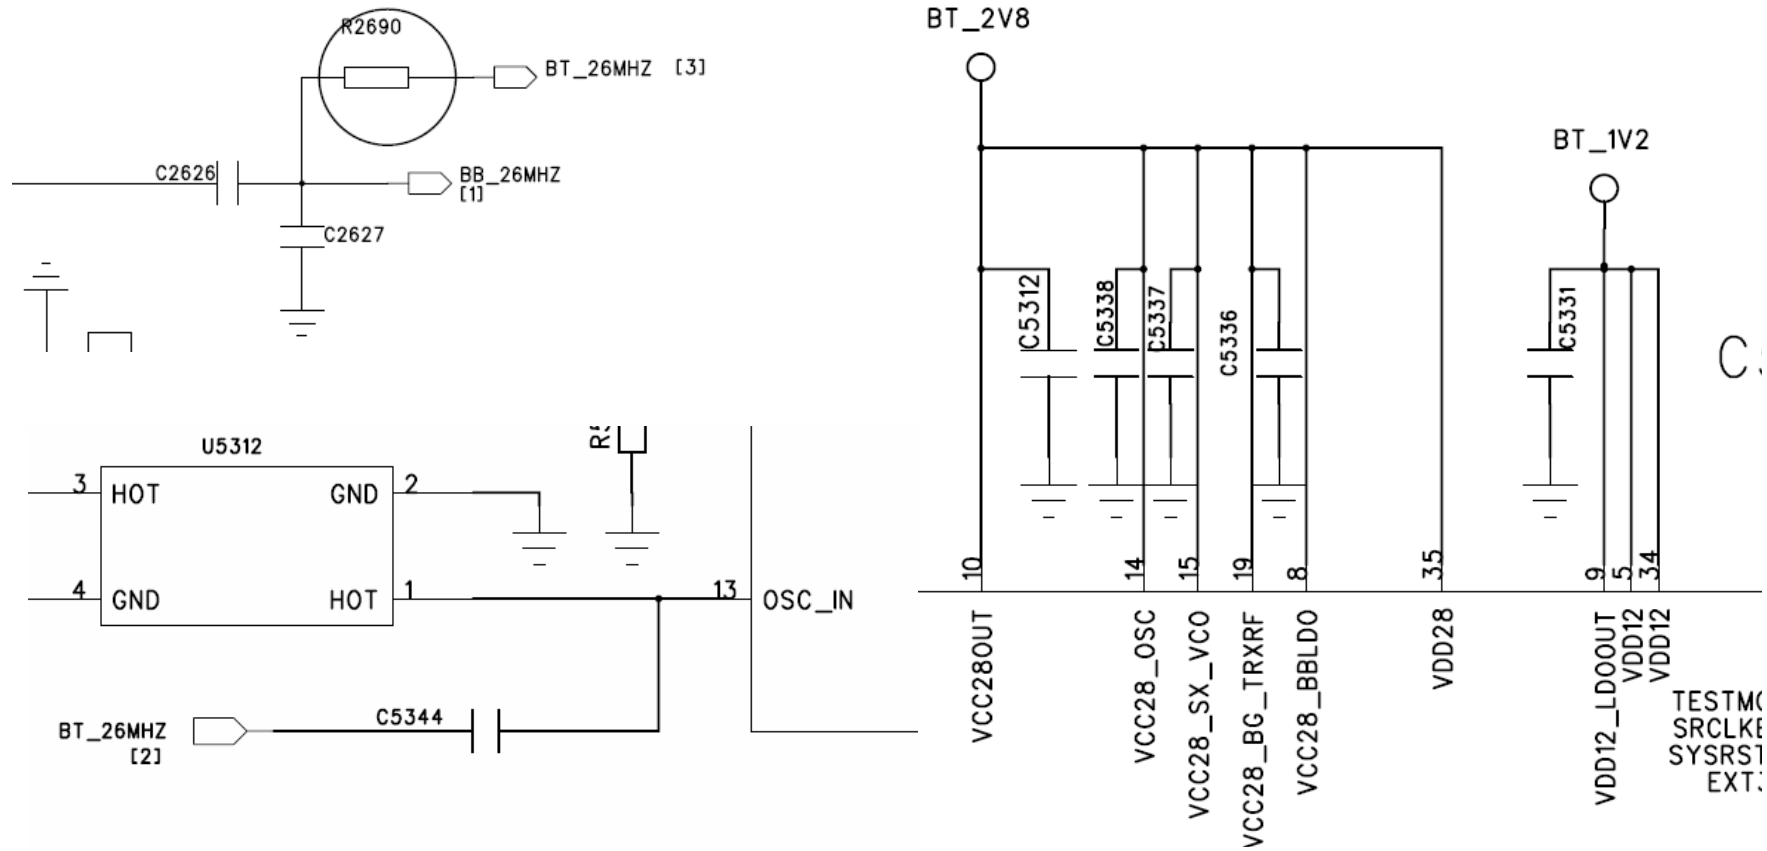 R2690
BT_26MHZ [3]
C2626
BB_26MHZ
[1]
C2627
BT_2V8
BT_1V2
C5312
C5338
C5337
C5336
C5331
10
14
15
19
8
35
9
5
34
VCC28OUT
VCC28_OSC
VCC28_SX_VCO
VCC28_BG_TRXRF
VCC28_BBLDO
VDD28
VDD12_LDOOUT
VDD12
VDD12
U5312
3 HOT
GND 2
4 GND
HOT 1
13 OSC_IN
BT_26MHZ
[2]
C5344